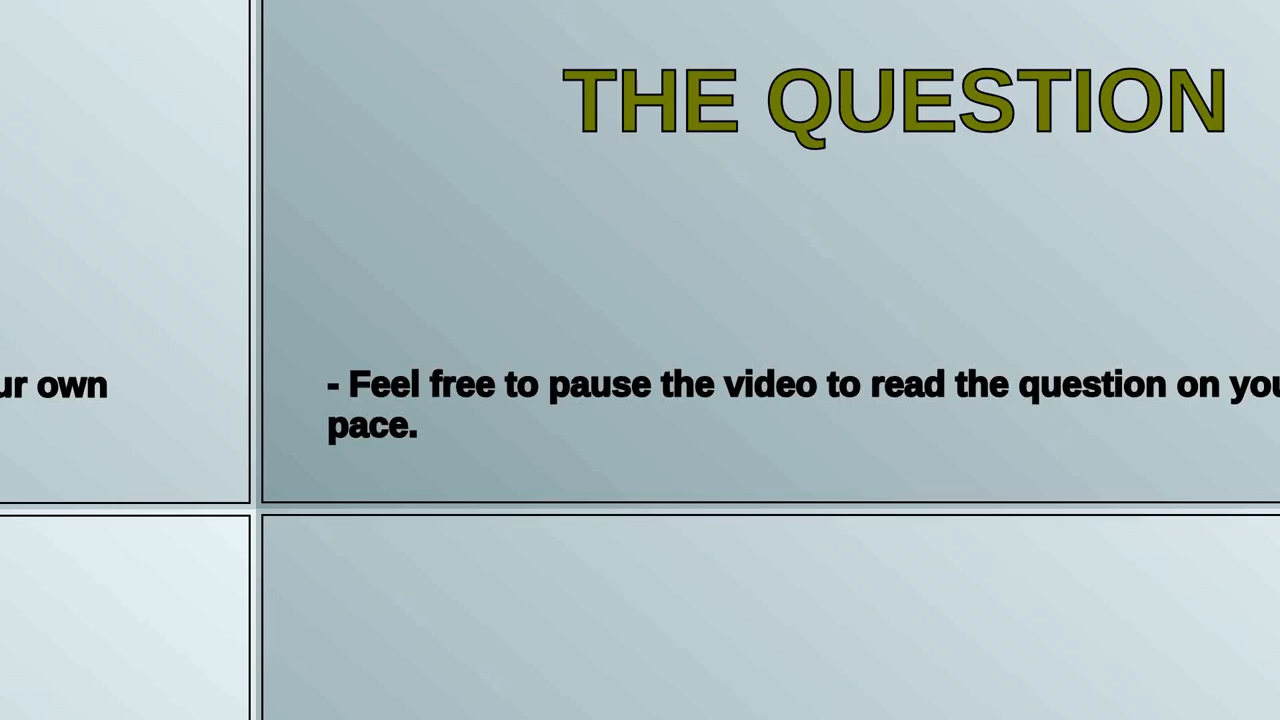 THE QUESTION
ur own
- Feel free to pause the video to read the question on you
pace.